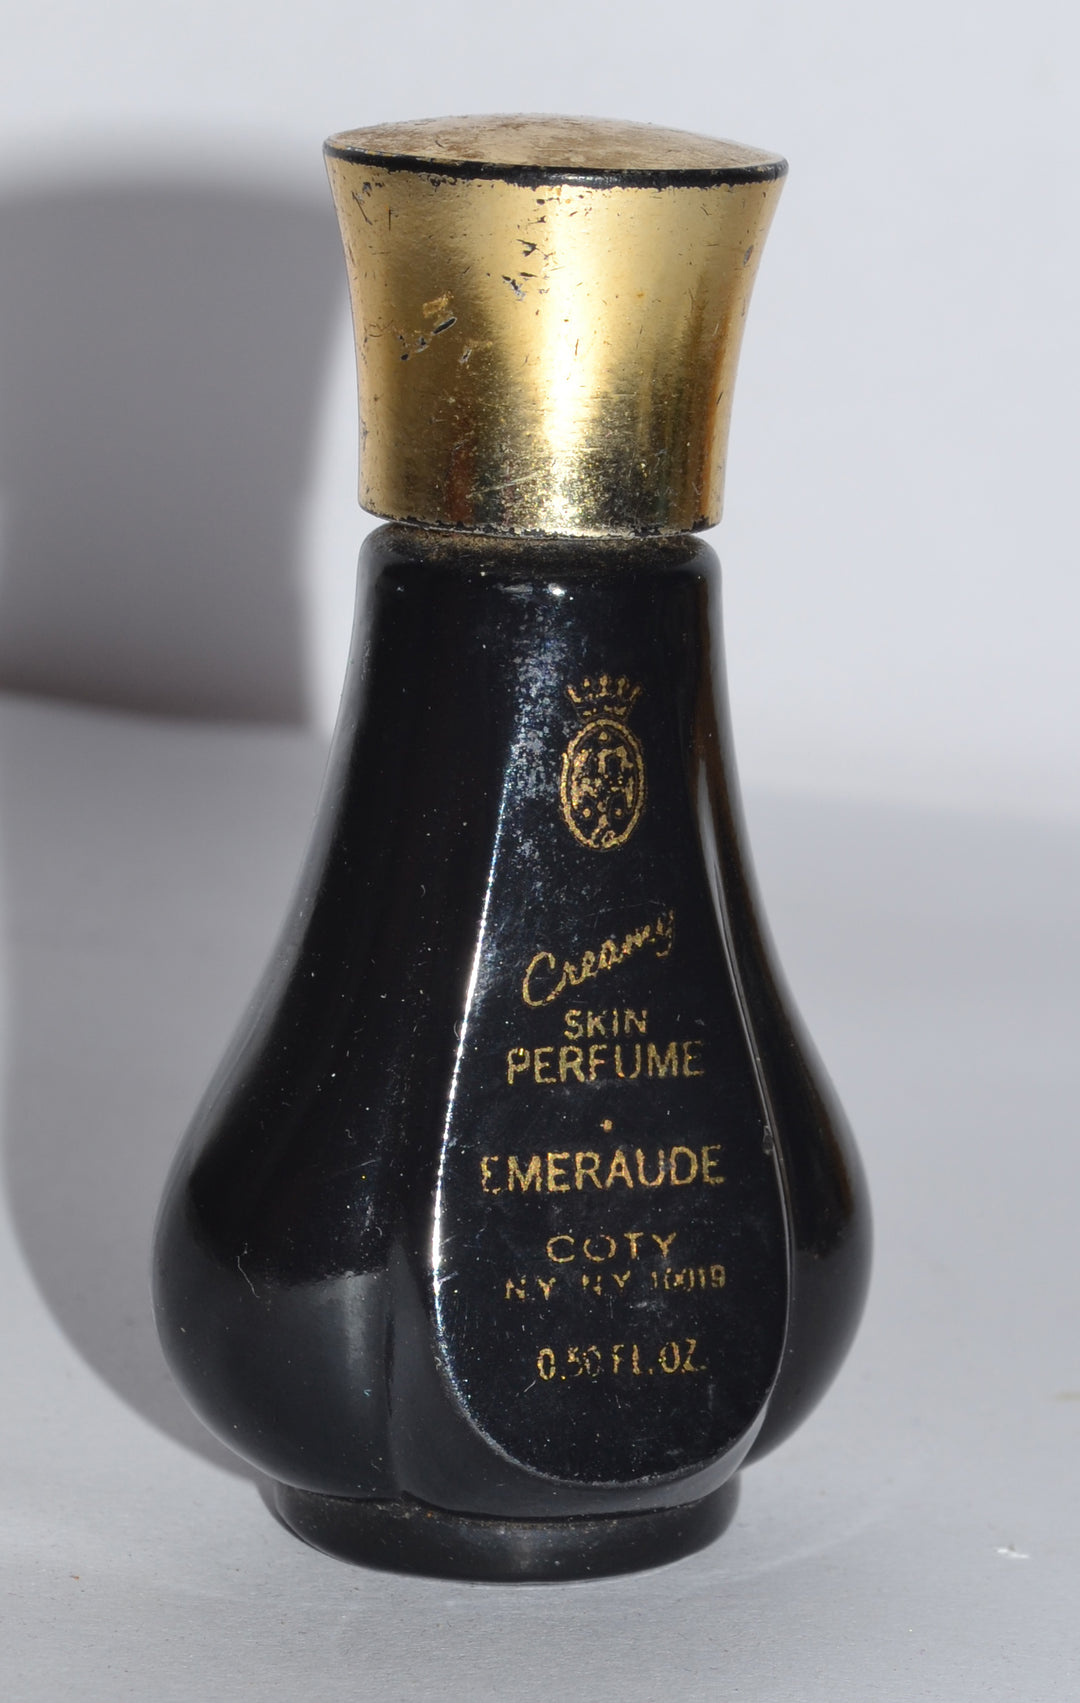 Creamy
SKIN
PERFUME
EMERAUDE
COTY
N.Y. N.Y. 10019
0.50 FL. OZ.